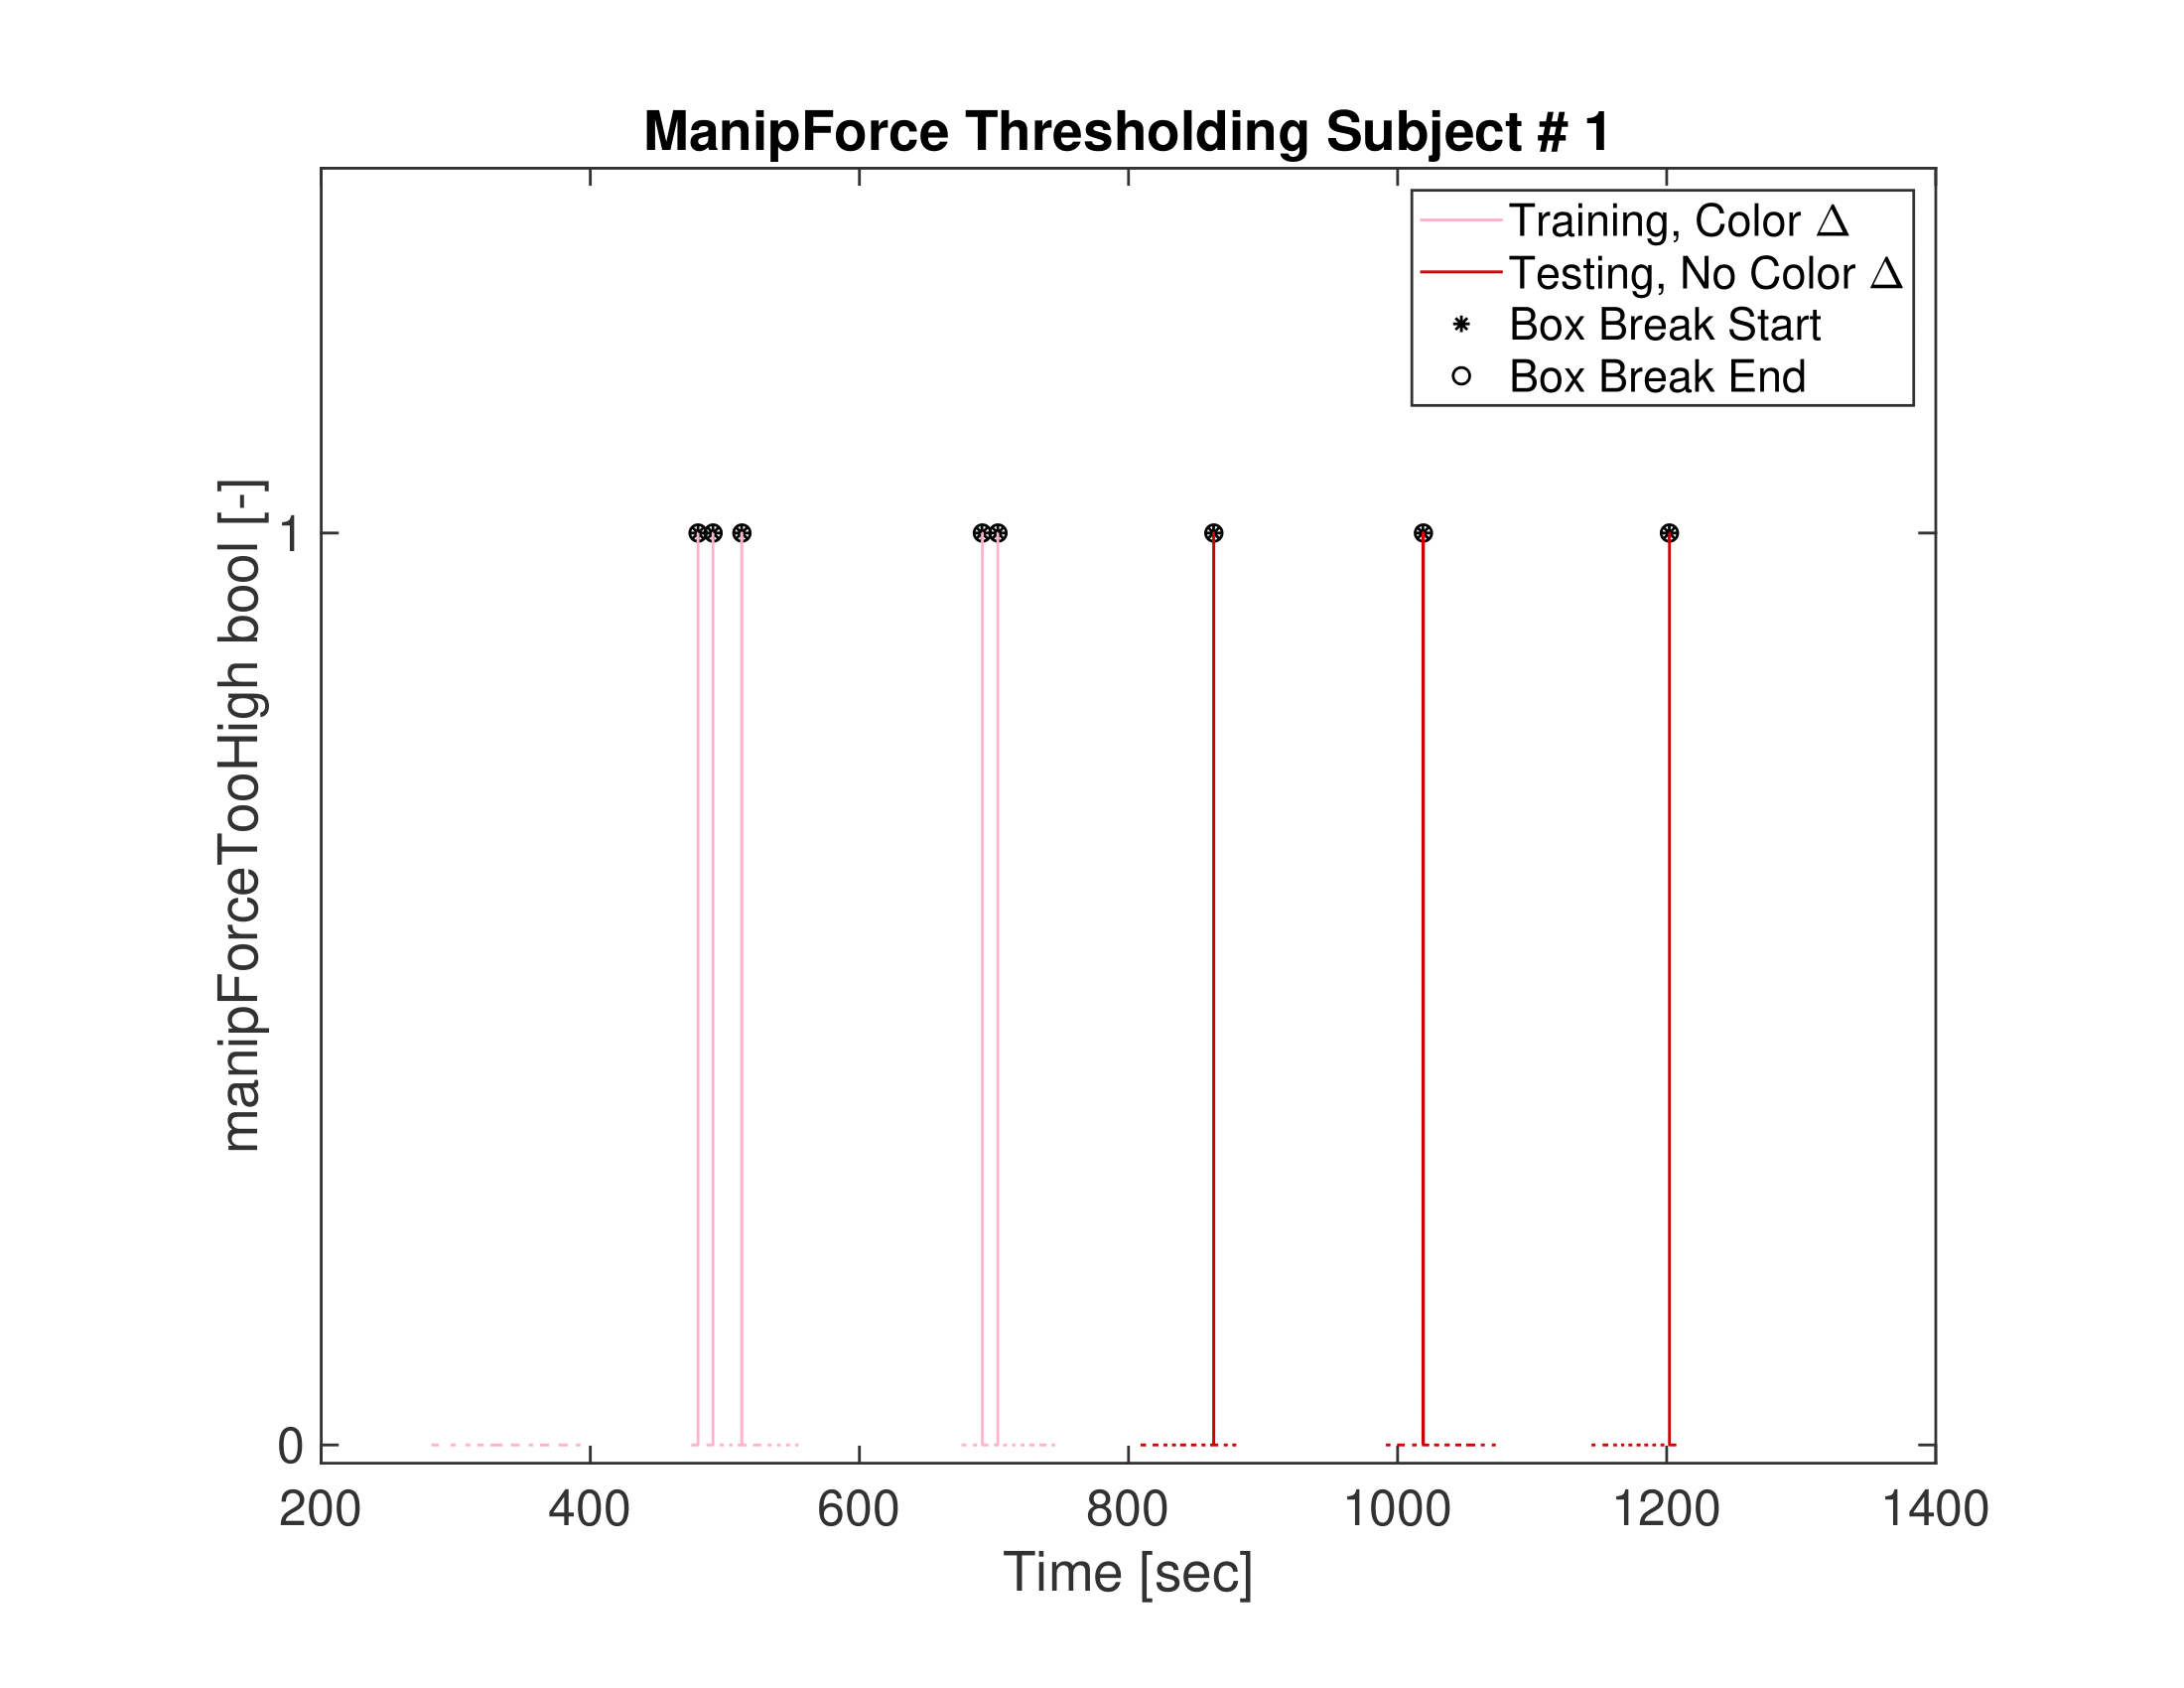 ManipForce Thresholding Subject # 1
Training, Color Δ
Testing, No Color Δ
Box Break Start
Box Break End
manipForceTooHigh bool [-]
1
0
200 400 600 800 1000 1200 1400
Time [sec]